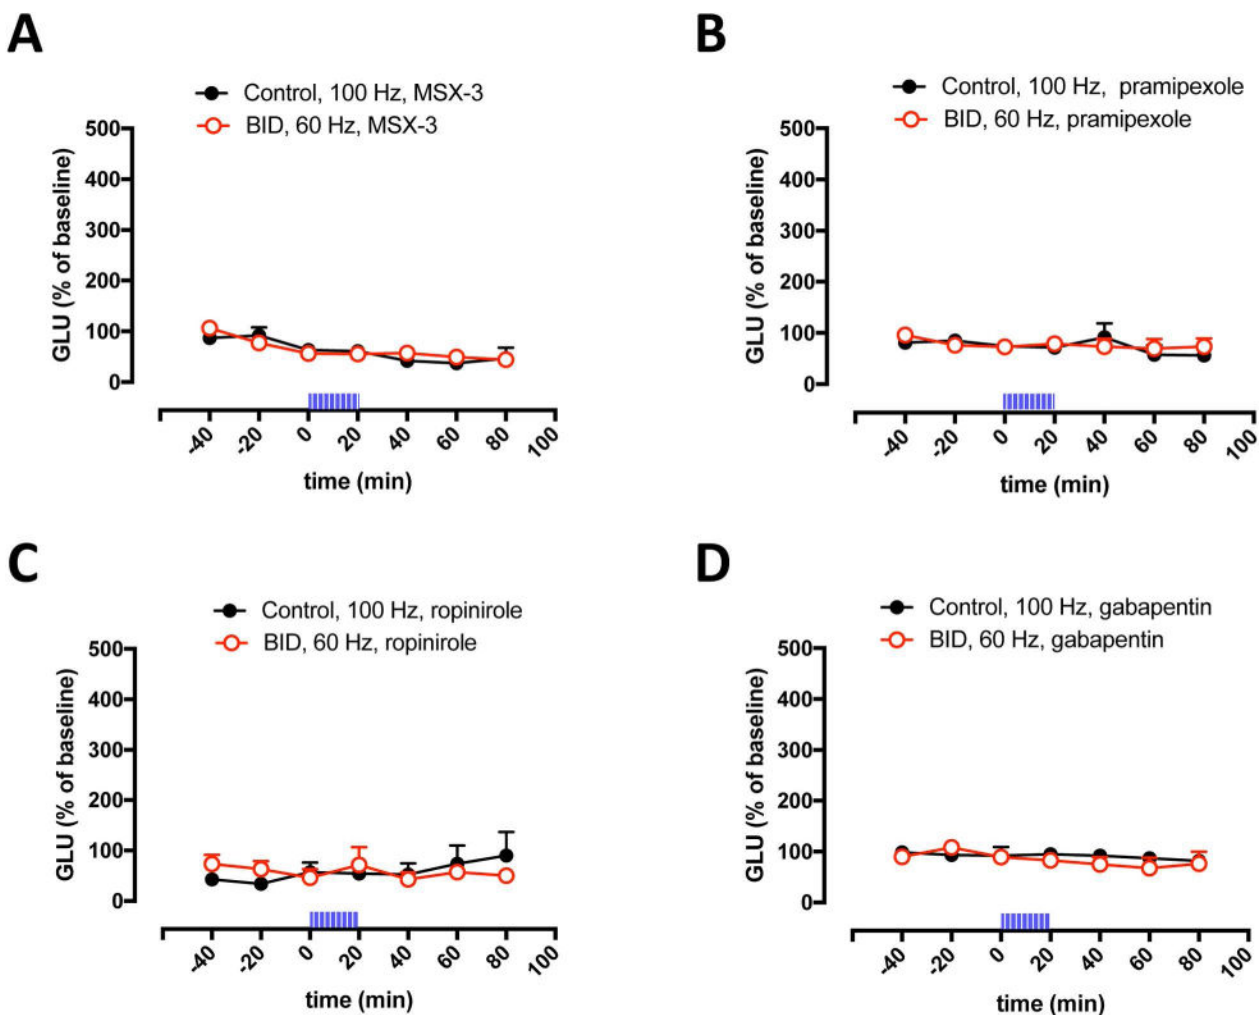 A
Control, 100 Hz, MSX-3
BID, 60 Hz, MSX-3
GLU (% of baseline)
500
400
300
200
100
0
-40 -20 0 20 40 60 80 100
time (min)
B
Control, 100 Hz, pramipexole
BID, 60 Hz, pramipexole
GLU (% of baseline)
500
400
300
200
100
0
-40 -20 0 20 40 60 80 100
time (min)
C
Control, 100 Hz, ropinirole
BID, 60 Hz, ropinirole
GLU (% of baseline)
500
400
300
200
100
0
-40 -20 0 20 40 60 80 100
time (min)
D
Control, 100 Hz, gabapentin
BID, 60 Hz, gabapentin
GLU (% of baseline)
500
400
300
200
100
0
-40 -20 0 20 40 60 80 100
time (min)